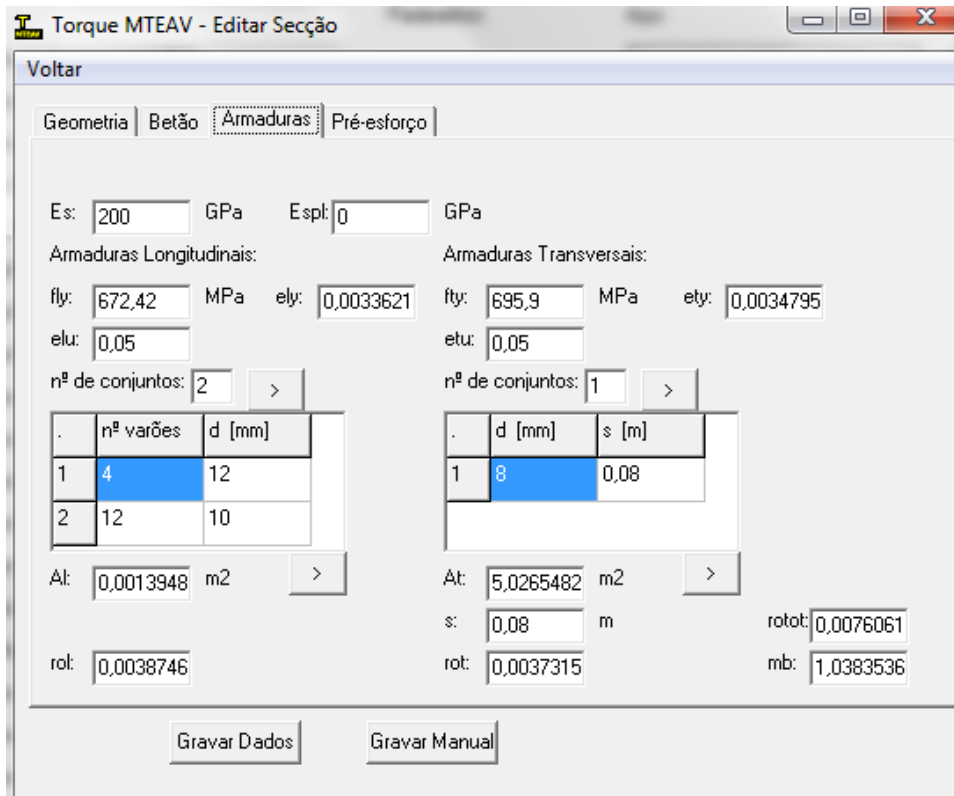 Torque MTEAV - Editar Secção
Voltar
Geometria Betão Armaduras Pré-esforço
Es: 200 GPa Espl: 0 GPa
Armaduras Longitudinais: Armaduras Transversais:
fly: 672,42 MPa ely: 0,0033621 fty: 695,9 MPa ety: 0,0034795
elu: 0,05 etu: 0,05
nº de conjuntos: 2 > nº de conjuntos: 1 >
. nº varões d [mm] . d [mm] s [m]
1 4 12 1 8 0,08
2 12 10
Al: 0,0013948 m2 > At: 5,0265482 m2 >
s: 0,08 m rotot: 0,0076061
rol: 0,0038746 rot: 0,0037315 mb: 1,0383536
Gravar Dados Gravar Manual